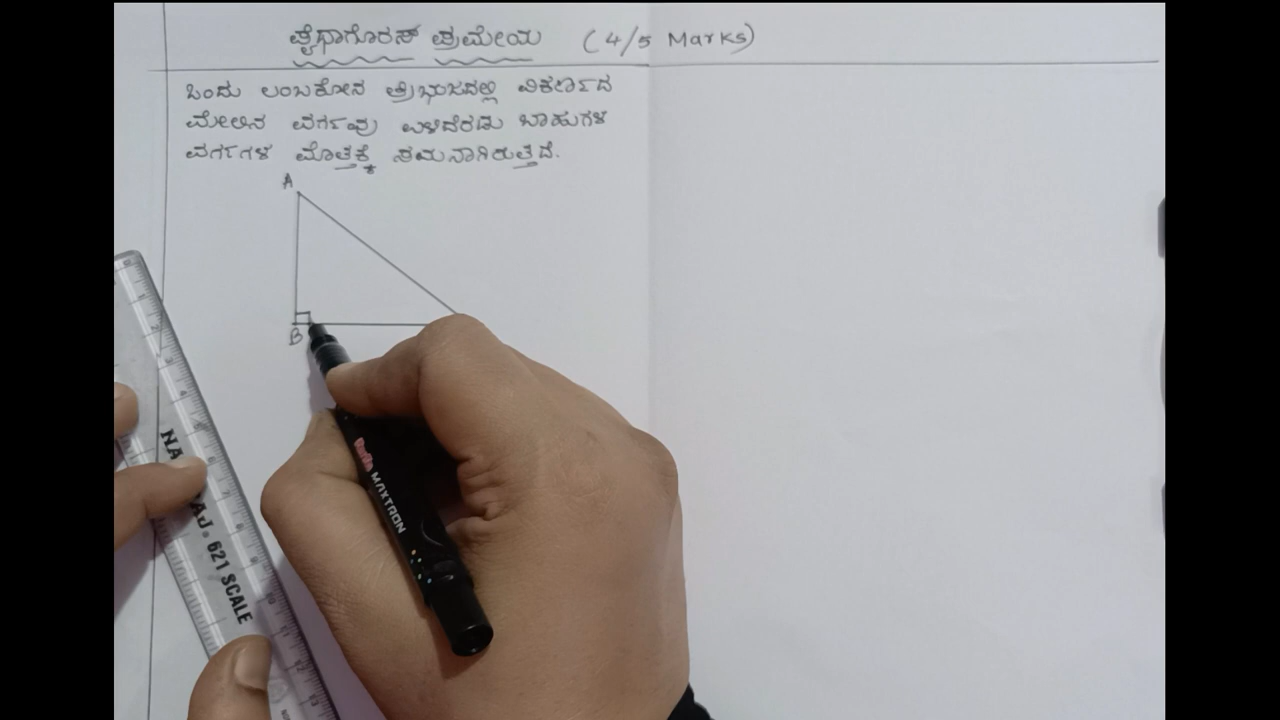 ಪೈಥಾಗೊರಸ್ ಪ್ರಮೇಯ (4/5 Marks)
ಒಂದು ಲಂಬಕೋನ ತ್ರಿಭುಜದಲ್ಲಿ ವಿಕರ್ಣದ
ಮೇಲಿನ ವರ್ಗವು ಉಳಿದೆರಡು ಬಾಹುಗಳ
ವರ್ಗಗಳ ಮೊತ್ತಕ್ಕೆ ಸಮನಾಗಿರುತ್ತದೆ.
A
B
MAXTRON
621 SCALE